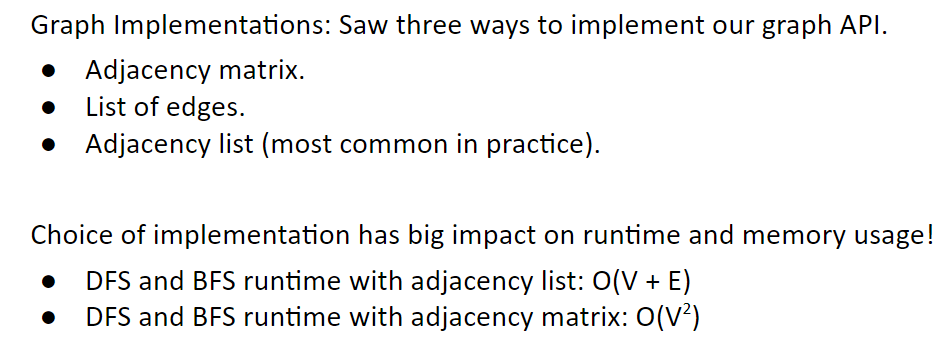 Graph Implementations: Saw three ways to implement our graph API.
● Adjacency matrix.
● List of edges.
● Adjacency list (most common in practice).
Choice of implementation has big impact on runtime and memory usage!
● DFS and BFS runtime with adjacency list: O(V + E)
● DFS and BFS runtime with adjacency matrix: O(V²)